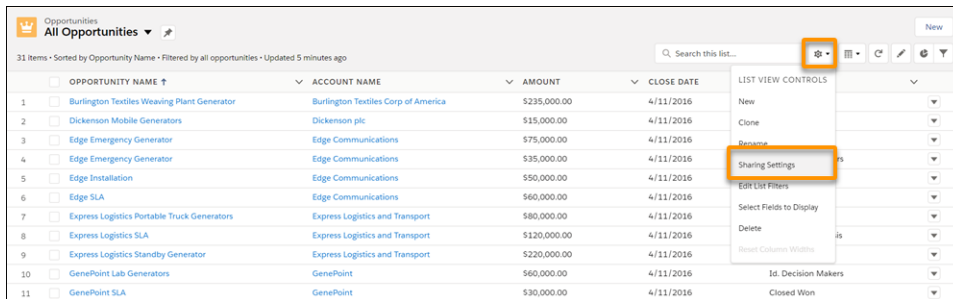 Opportunities
All Opportunities
New
31 items • Sorted by Opportunity Name • Filtered by all opportunities • Updated 5 minutes ago
Search this list...
OPPORTUNITY NAME ↑ ACCOUNT NAME AMOUNT CLOSE DATE
LIST VIEW CONTROLS
New
Clone
Rename
Sharing Settings
Edit List Filters
Select Fields to Display
Delete
Reset Column Widths
1 Burlington Textiles Weaving Plant Generator Burlington Textiles Corp of America $235,000.00 4/11/2016
2 Dickenson Mobile Generators Dickenson plc $15,000.00 4/11/2016
3 Edge Emergency Generator Edge Communications $75,000.00 4/11/2016
4 Edge Emergency Generator Edge Communications $35,000.00 4/11/2016 rs
5 Edge Installation Edge Communications $50,000.00 4/11/2016
6 Edge SLA Edge Communications $60,000.00 4/11/2016
7 Express Logistics Portable Truck Generators Express Logistics and Transport $80,000.00 4/11/2016
8 Express Logistics SLA Express Logistics and Transport $120,000.00 4/11/2016 is
9 Express Logistics Standby Generator Express Logistics and Transport $220,000.00 4/11/2016
10 GenePoint Lab Generators GenePoint $60,000.00 4/11/2016 Id. Decision Makers
11 GenePoint SLA GenePoint $30,000.00 4/11/2016 Closed Won